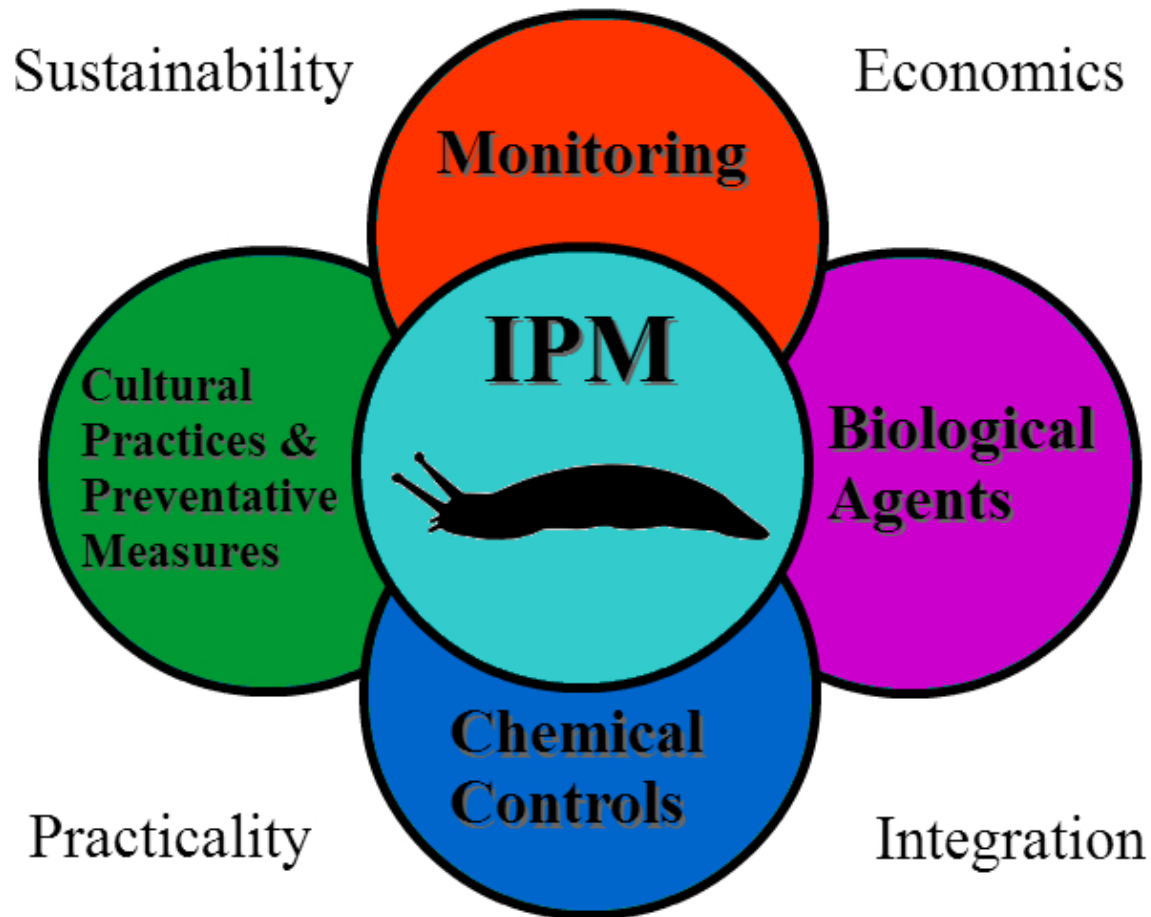 Sustainability
Economics
Monitoring
IPM
Cultural
Practices &
Preventative
Measures
Biological
Agents
Chemical
Controls
Practicality
Integration